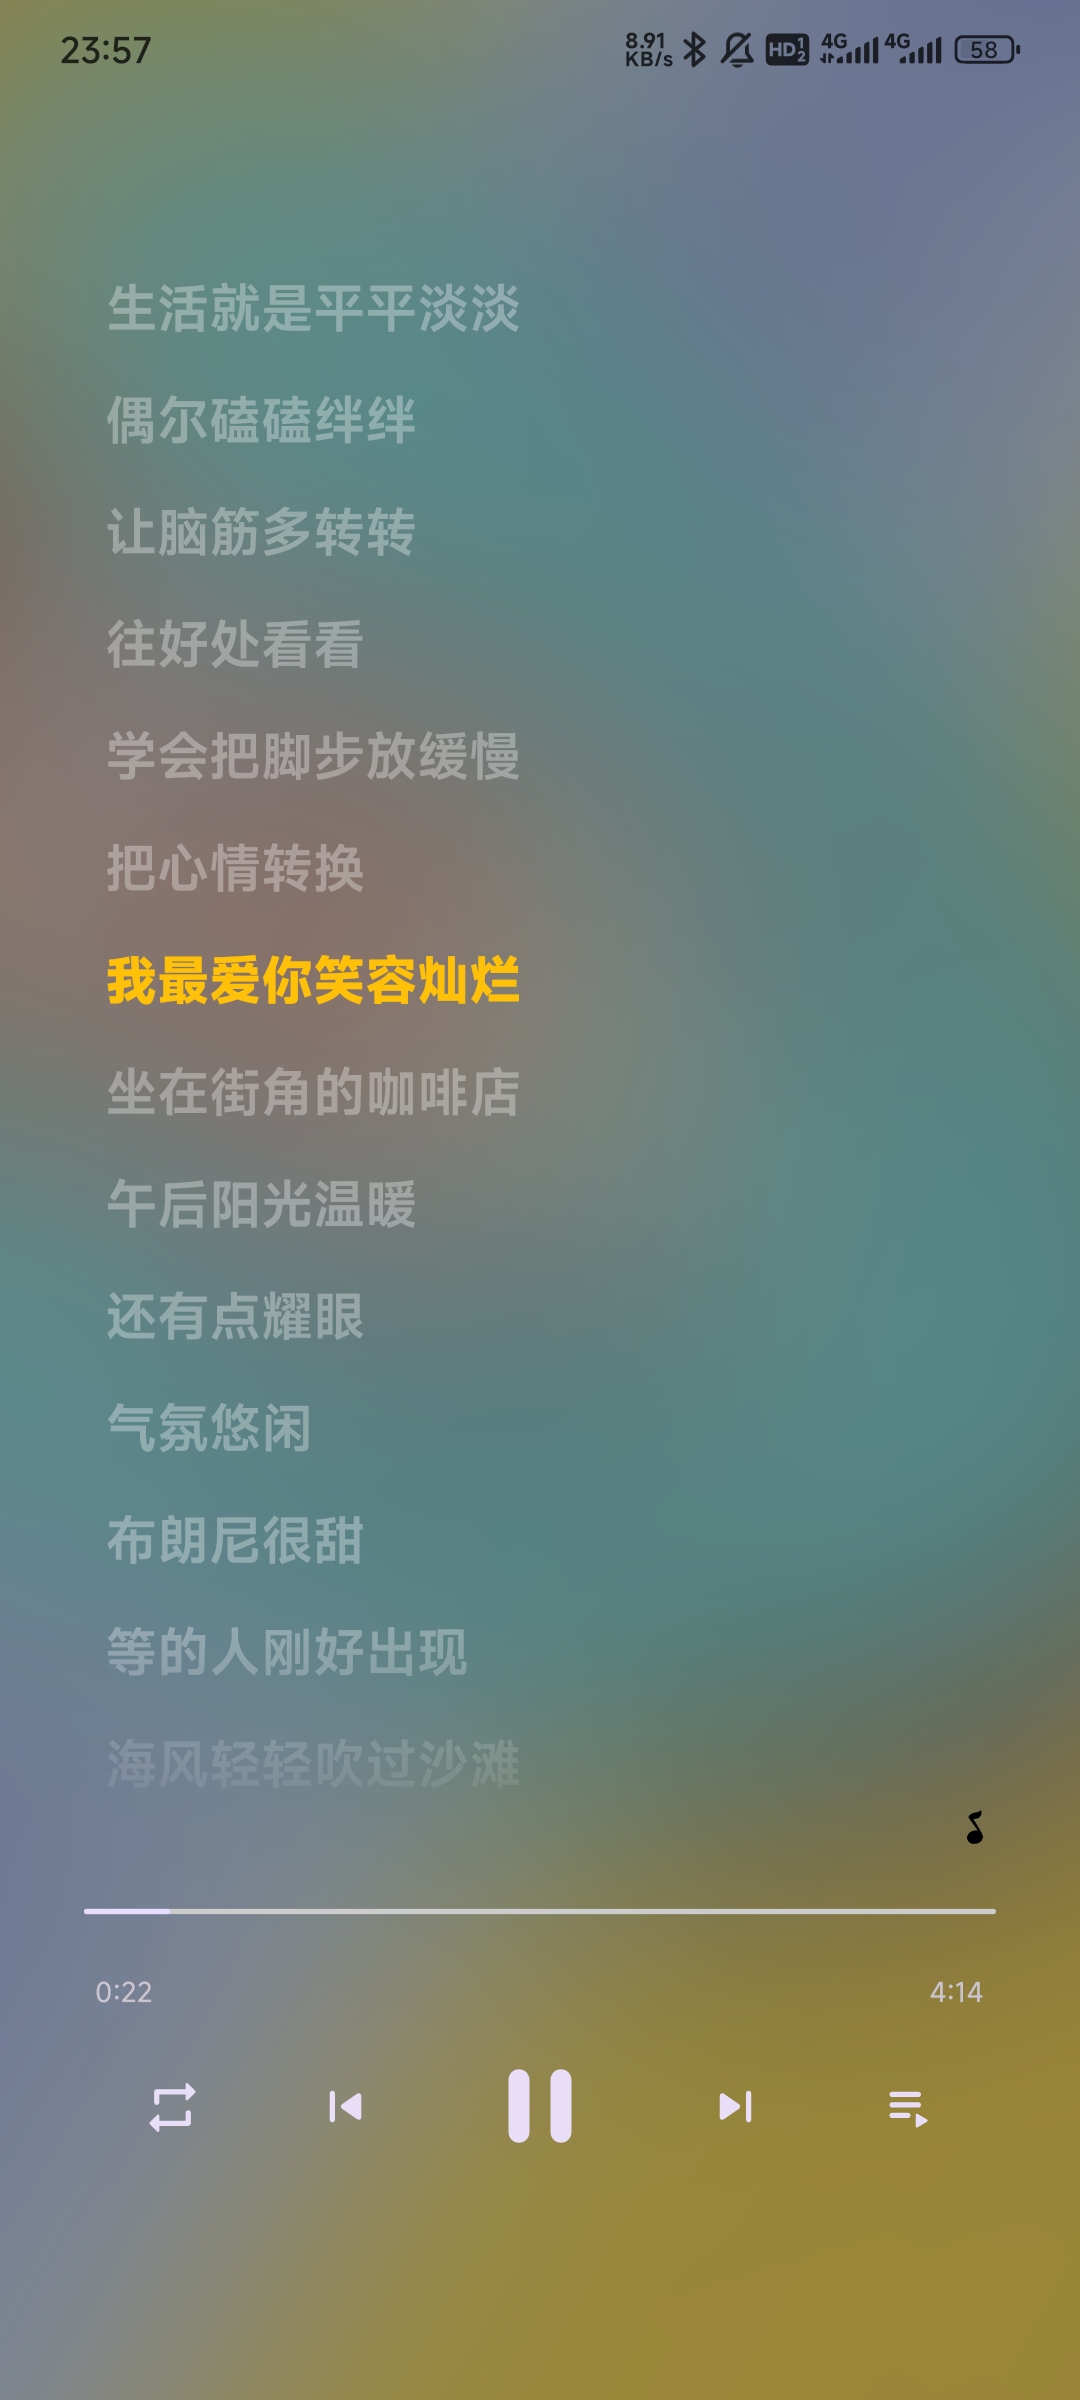 23:57
8.91 KB/s HD 1 2 4G 4G 58
生活就是平平淡淡
偶尔磕磕绊绊
让脑筋多转转
往好处看看
学会把脚步放缓慢
把心情转换
我最爱你笑容灿烂
坐在街角的咖啡店
午后阳光温暖
还有点耀眼
气氛悠闲
布朗尼很甜
等的人刚好出现
海风轻轻吹过沙滩
0:22
4:14